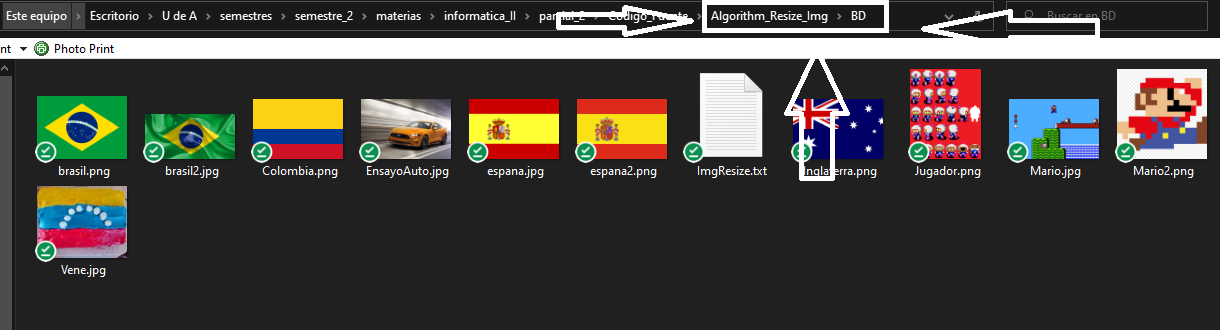 Este equipo > Escritorio > U de A > semestres > semestre_2 > materias > informatica_II > parcial_2 > Codigo_Fuente > Algorithm_Resize_Img > BD
Buscar en BD
nt Photo Print
brasil.png brasil2.jpg Colombia.png EnsayoAuto.jpg espana.jpg espana2.png ImgResize.txt Inglaterra.png Jugador.png Mario.jpg Mario2.png
Vene.jpg